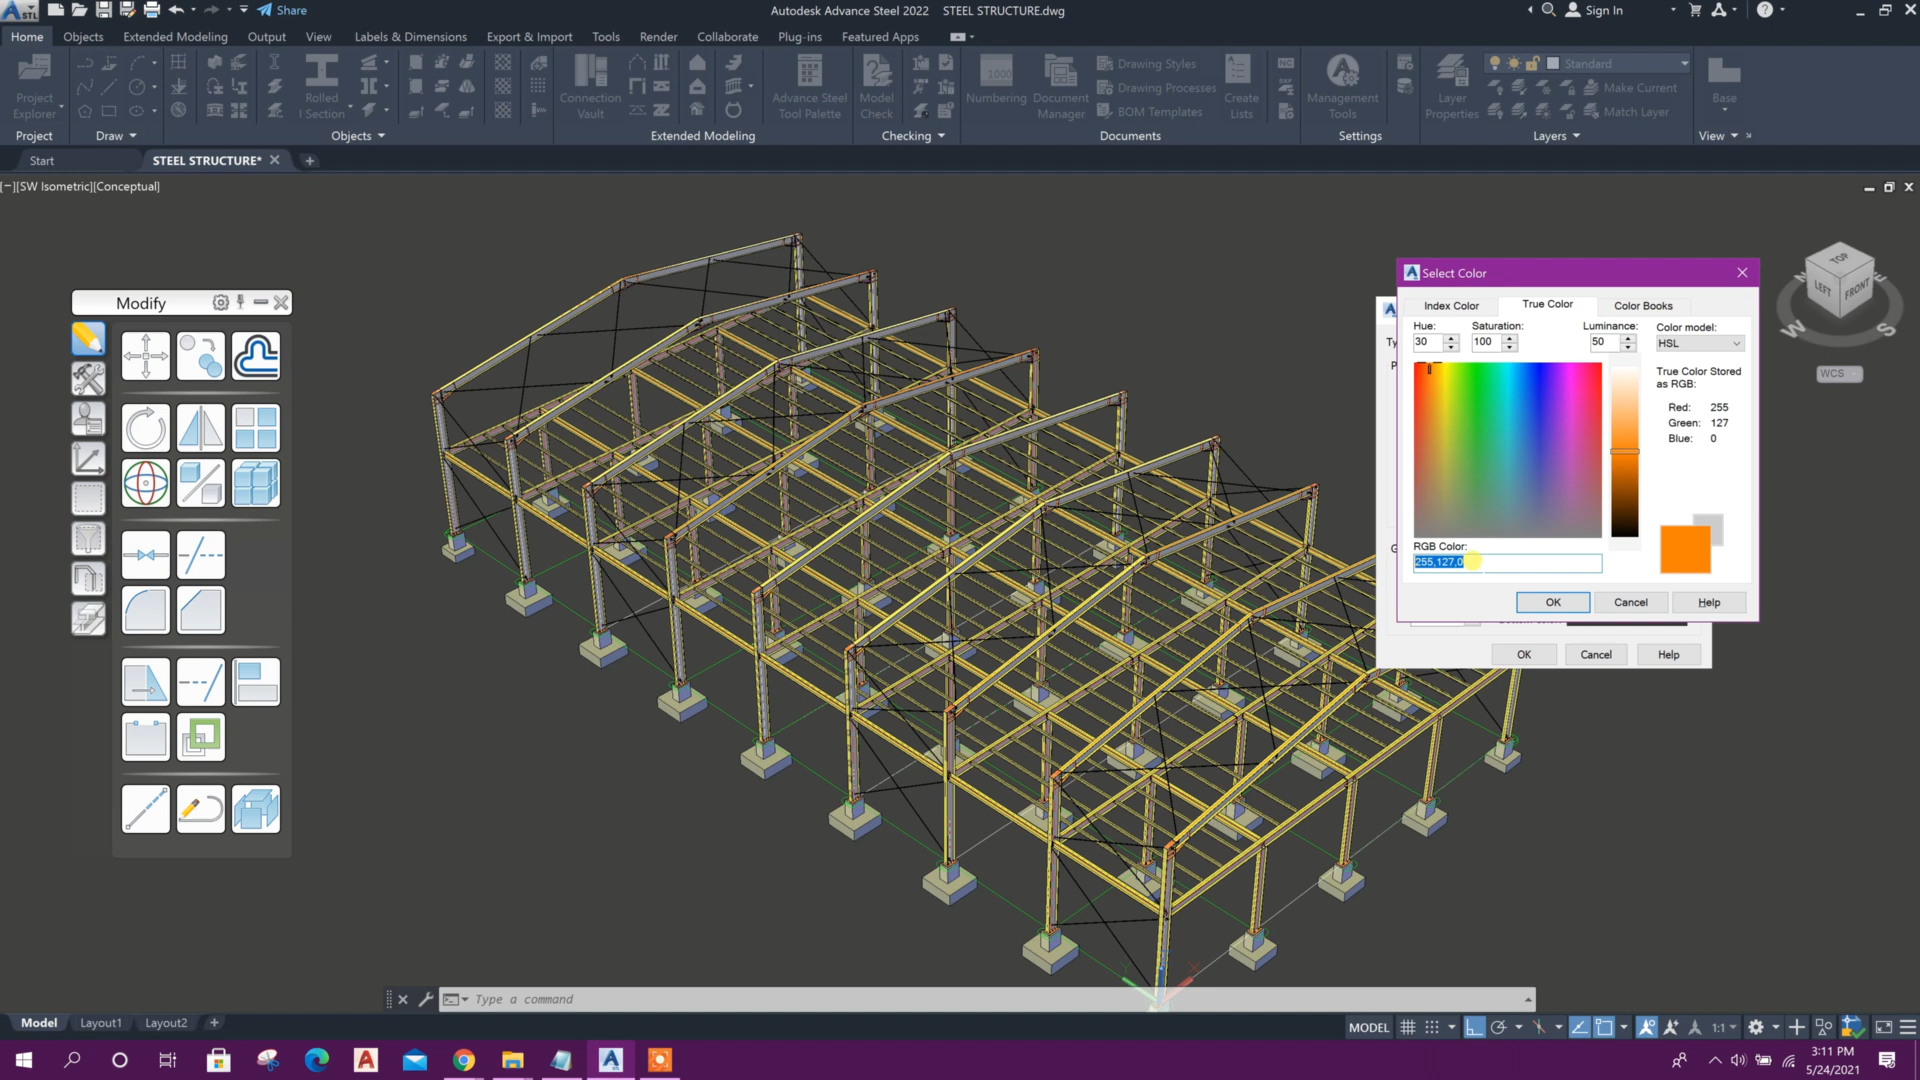 STL
Share
Autodesk Advance Steel 2022 STEEL STRUCTURE.dwg
Sign In
Home
Objects
Extended Modeling
Output
View
Labels & Dimensions
Export & Import
Tools
Render
Collaborate
Plug-ins
Featured Apps
Project
Explorer
Rolled
I Section
Connection
Vault
Advance Steel
Tool Palette
Model
Check
1000
Numbering
Document
Manager
Drawing Styles
Drawing Processes
BOM Templates
Create
Lists
NC
DXF
Management
Tools
Layer
Properties
Standard
Make Current
Match Layer
Base
Project
Draw
Objects
Extended Modeling
Checking
Documents
Settings
Layers
View
Start
STEEL STRUCTURE*
[−][SW Isometric][Conceptual]
Modify
TOP
LEFT
FRONT
N
E
W
S
WCS
Select Color
Index Color
True Color
Color Books
Hue:
Saturation:
Luminance:
Color model:
30
100
50
HSL
True Color Stored
as RGB:
Red: 255
Green: 127
Blue: 0
RGB Color:
255,127,0
OK
Cancel
Help
OK
Cancel
Help
Y
X
Type a command
Model
Layout1
Layout2
MODEL
1:1
3:11 PM
5/24/2021